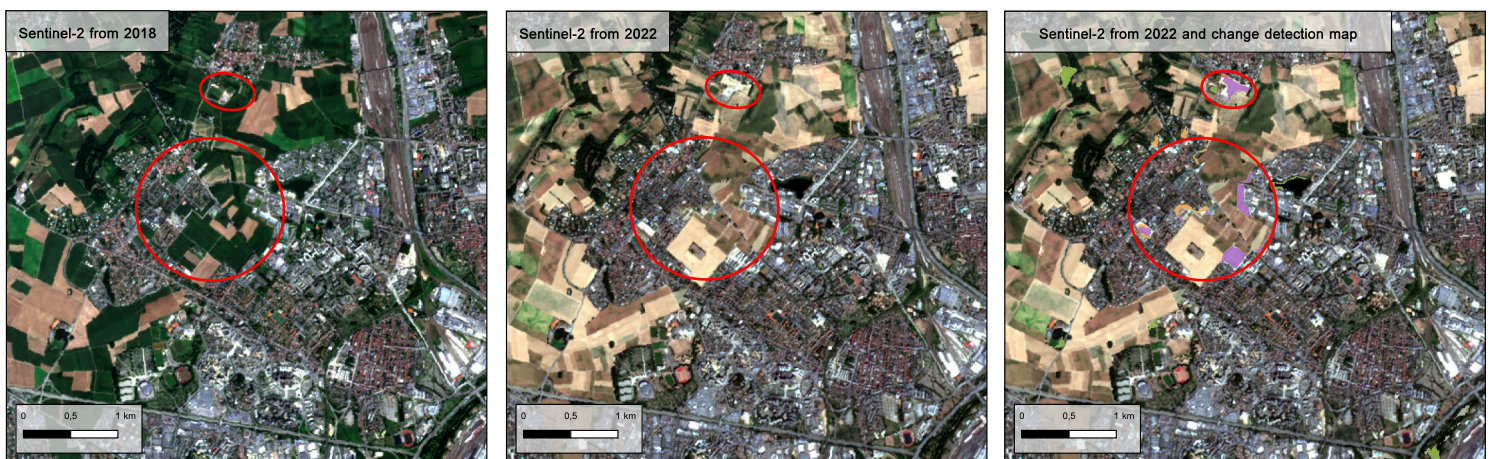 Sentinel-2 from 2018
Sentinel-2 from 2022
Sentinel-2 from 2022 and change detection map
0 0,5 1 km
0 0,5 1 km
0 0,5 1 km